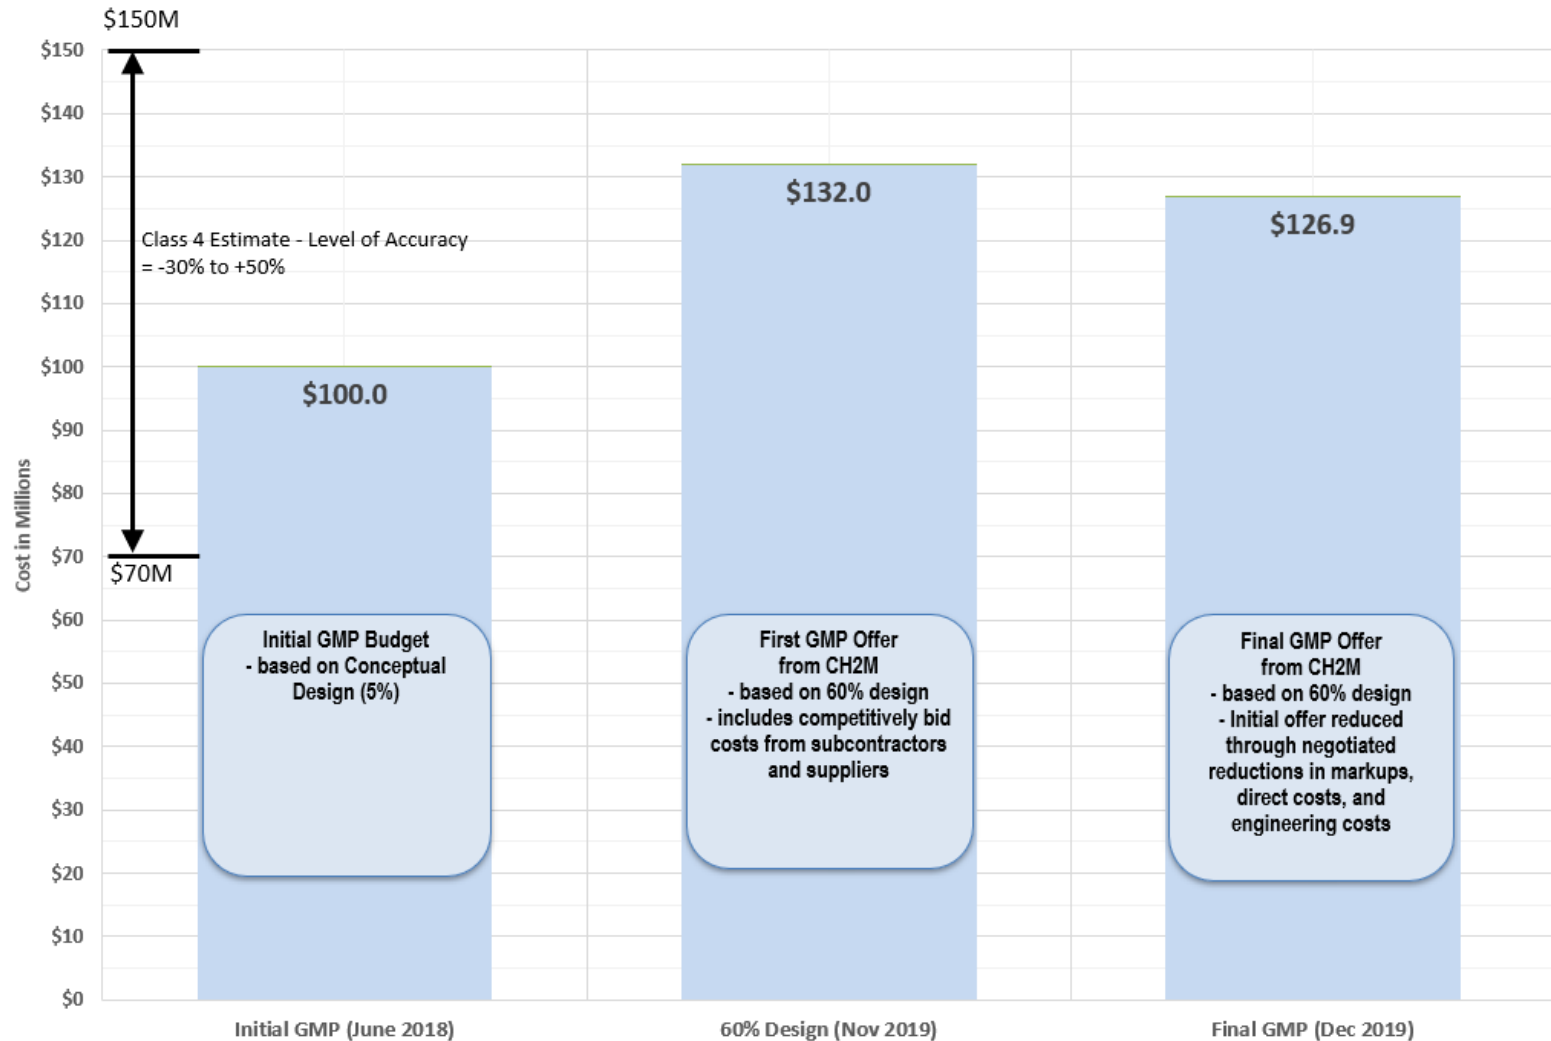 $150M
$150
$140
$130
$120
$110
$100
$90
$80
$70
$60
$50
$40
$30
$20
$10
$0
Cost in Millions
Class 4 Estimate - Level of Accuracy
= -30% to +50%
$70M
$100.0
$132.0
$126.9
Initial GMP Budget
- based on Conceptual
Design (5%)
First GMP Offer
from CH2M
- based on 60% design
- includes competitively bid
costs from subcontractors
and suppliers
Final GMP Offer
from CH2M
- based on 60% design
- Initial offer reduced
through negotiated
reductions in markups,
direct costs, and
engineering costs
Initial GMP (June 2018)
60% Design (Nov 2019)
Final GMP (Dec 2019)